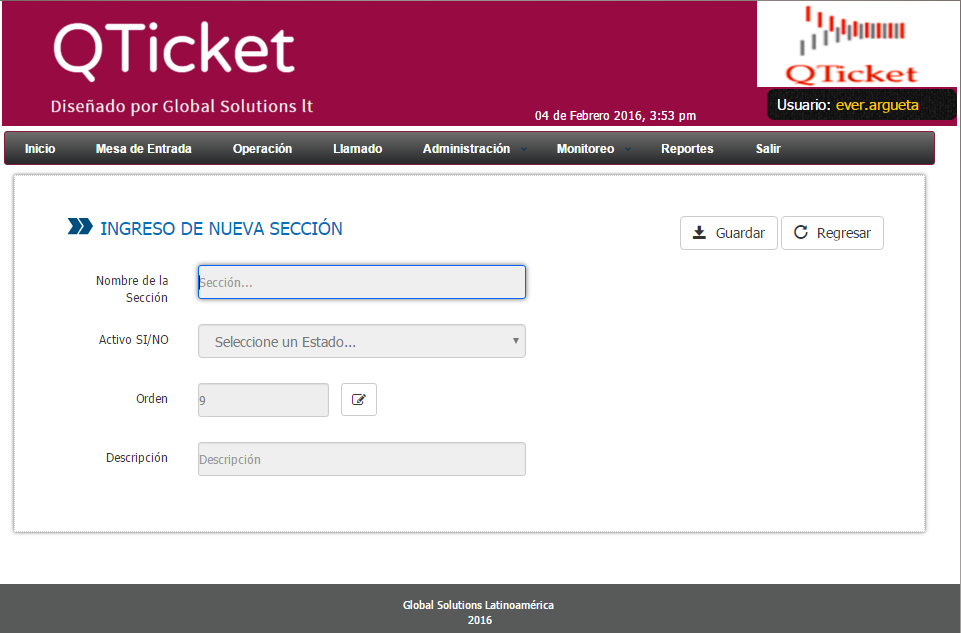 QTicket
Diseñado por Global Solutions lt
QTicket
04 de Febrero 2016, 3:53 pm
Usuario: ever.argueta
Inicio Mesa de Entrada Operación Llamado Administración Monitoreo Reportes Salir
INGRESO DE NUEVA SECCIÓN
Guardar Regresar
Nombre de la
Sección
Sección...
Activo SI/NO
Seleccione un Estado...
Orden
9
Descripción
Descripción
Global Solutions Latinoamérica
2016